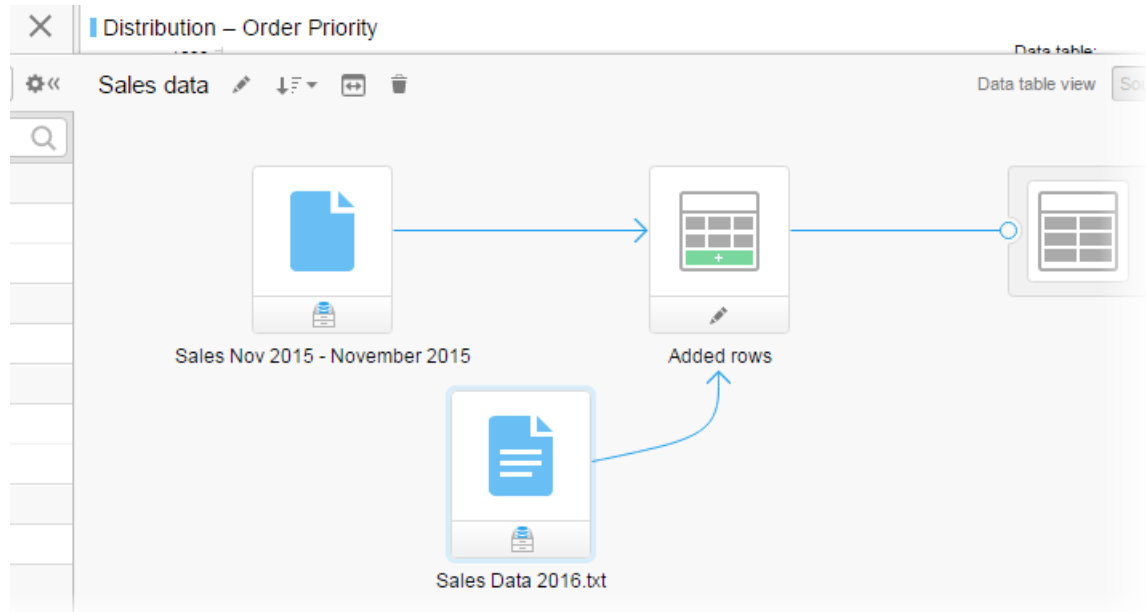 Distribution – Order Priority
Data table:
Sales data
Data table view
Sales Nov 2015 - November 2015
Added rows
Sales Data 2016.txt